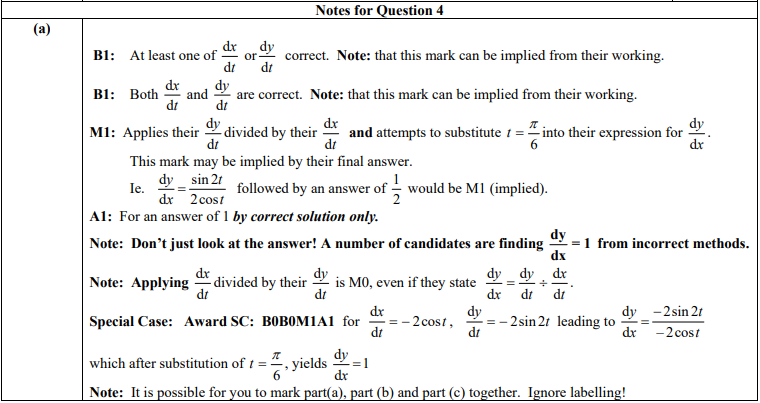 Notes for Question 4
(a)
B1: At least one of dx/dt or dy/dt correct. Note: that this mark can be implied from their working.
B1: Both dx/dt and dy/dt are correct. Note: that this mark can be implied from their working.
M1: Applies their dy/dt divided by their dx/dt and attempts to substitute t = π/6 into their expression for dy/dx.
This mark may be implied by their final answer.
Ie. dy/dx = sin 2t/2cos t followed by an answer of 1/2 would be M1 (implied).
A1: For an answer of 1 by correct solution only.
Note: Don't just look at the answer! A number of candidates are finding dy/dx = 1 from incorrect methods.
Note: Applying dx/dt divided by their dy/dt is M0, even if they state dy/dx = dy/dt ÷ dx/dt.
Special Case: Award SC: B0B0M1A1 for dx/dt = −2cos t, dy/dt = −2sin 2t leading to dy/dx = −2sin 2t/−2cos t
which after substitution of t = π/6, yields dy/dx = 1
Note: It is possible for you to mark part(a), part (b) and part (c) together. Ignore labelling!